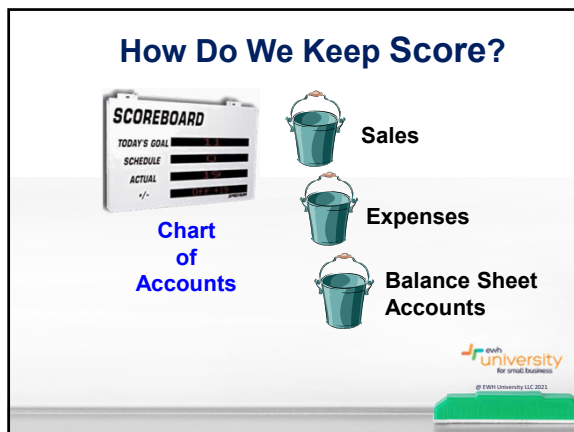 How Do We Keep Score?
SCOREBOARD
TODAY'S GOAL
SCHEDULE
ACTUAL
+/-
Chart
of
Accounts
Sales
Expenses
Balance Sheet
Accounts
ewh
university
for small business
@ EWH University LLC 2021